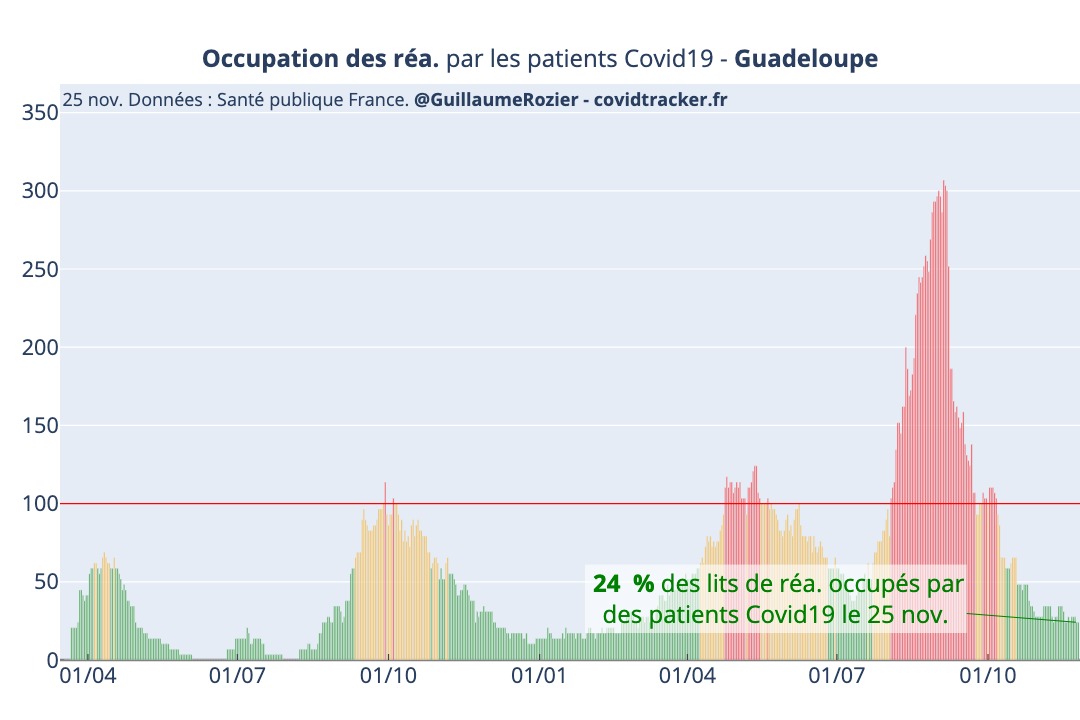 Occupation des réa. par les patients Covid19 - Guadeloupe
25 nov. Données : Santé publique France. @GuillaumeRozier - covidtracker.fr
350
300
250
200
150
100
50
0
24 % des lits de réa. occupés par
des patients Covid19 le 25 nov.
01/04 01/07 01/10 01/01 01/04 01/07 01/10